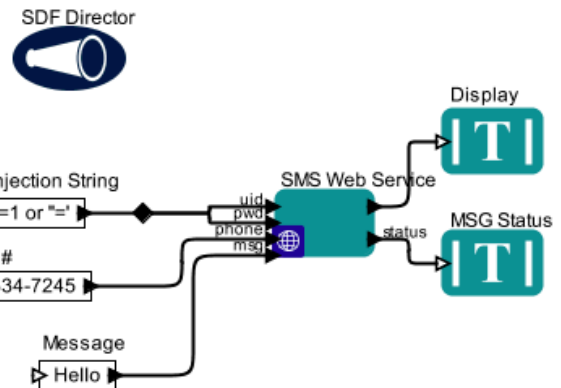 SDF Director
Display
njection String
SMS Web Service
=1 or "='
uid
pwd
phone
msg
status
MSG Status
#
34-7245
Message
Hello
T
T